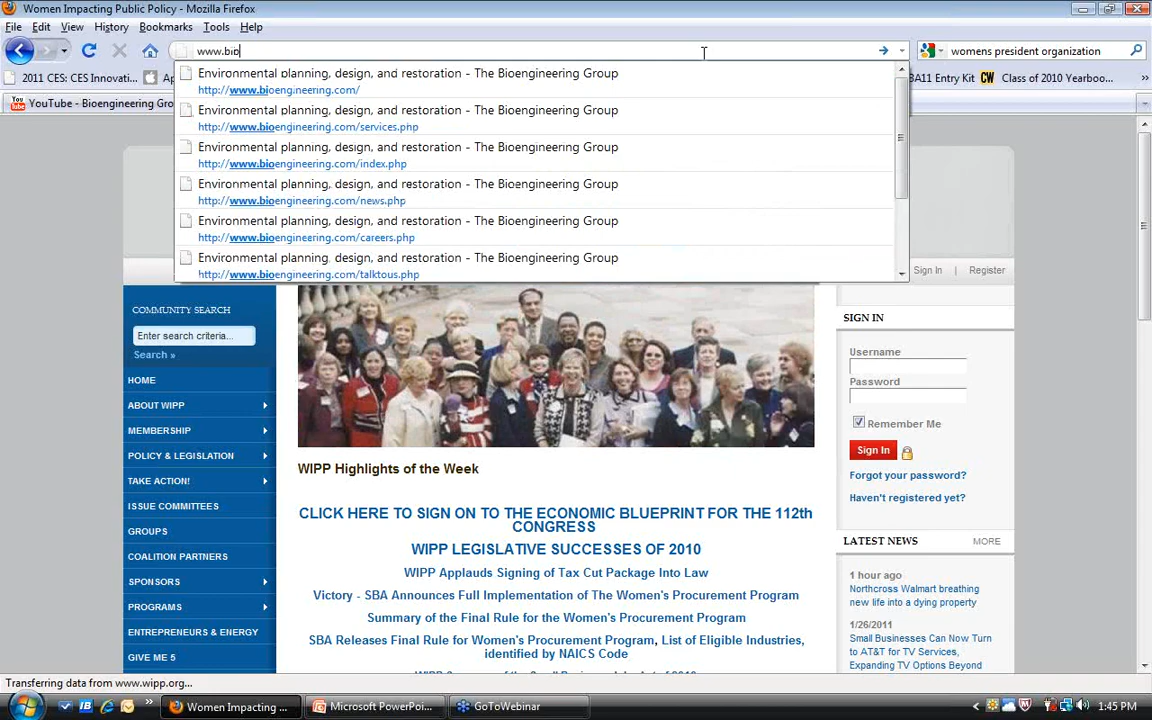 Women Impacting Public Policy - Mozilla Firefox
File Edit View History Bookmarks Tools Help
www.bib
womens president organization
2011 CES: CES Innovati...
BA11 Entry Kit
Class of 2010 Yearboo...
YouTube - Bioengineering Gro
Environmental planning, design, and restoration - The Bioengineering Group
http://www.bioengineering.com/
Environmental planning, design, and restoration - The Bioengineering Group
http://www.bioengineering.com/services.php
Environmental planning, design, and restoration - The Bioengineering Group
http://www.bioengineering.com/index.php
Environmental planning, design, and restoration - The Bioengineering Group
http://www.bioengineering.com/news.php
Environmental planning, design, and restoration - The Bioengineering Group
http://www.bioengineering.com/careers.php
Environmental planning, design, and restoration - The Bioengineering Group
http://www.bioengineering.com/talktous.php
Sign In | Register
COMMUNITY SEARCH
Enter search criteria...
Search »
HOME
ABOUT WIPP
MEMBERSHIP
POLICY & LEGISLATION
TAKE ACTION!
ISSUE COMMITTEES
GROUPS
COALITION PARTNERS
SPONSORS
PROGRAMS
ENTREPRENEURS & ENERGY
GIVE ME 5
WIPP Highlights of the Week
CLICK HERE TO SIGN ON TO THE ECONOMIC BLUEPRINT FOR THE 112th
CONGRESS
WIPP LEGISLATIVE SUCCESSES OF 2010
WIPP Applauds Signing of Tax Cut Package Into Law
Victory - SBA Announces Full Implementation of The Women's Procurement Program
Summary of the Final Rule for the Women's Procurement Program
SBA Releases Final Rule for Women's Procurement Program, List of Eligible Industries,
identified by NAICS Code
SIGN IN
Username
Password
Remember Me
Sign In
Forgot your password?
Haven't registered yet?
LATEST NEWS MORE
1 hour ago
Northcross Walmart breathing
new life into a dying property
1/26/2011
Small Businesses Can Now Turn
to AT&T for TV Services,
Expanding TV Options Beyond
Transferring data from www.wipp.org...
Women Impacting ...
Microsoft PowerPoi...
GoToWebinar
1:45 PM